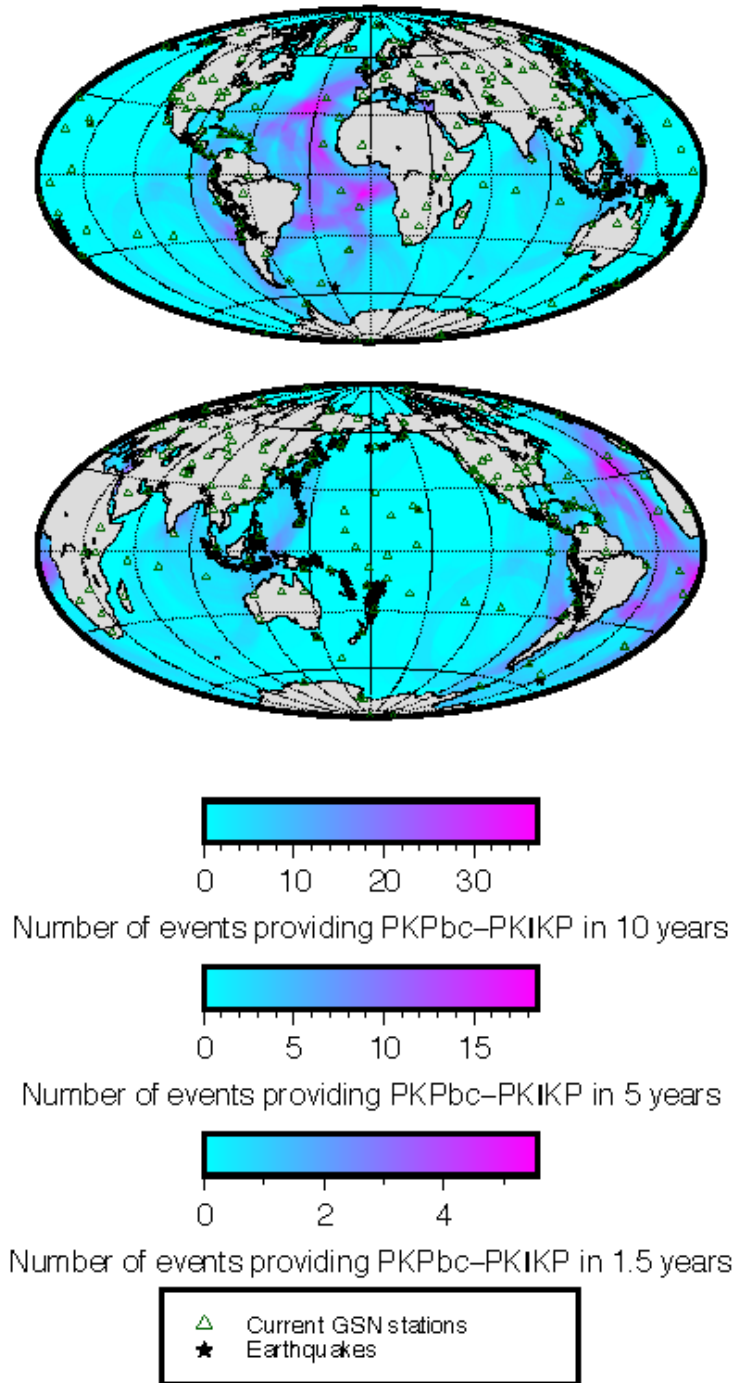 0 10 20 30
Number of events providing PKPbc–PKIKP in 10 years
0 5 10 15
Number of events providing PKPbc–PKIKP in 5 years
0 2 4
Number of events providing PKPbc–PKIKP in 1.5 years
Current GSN stations
Earthquakes